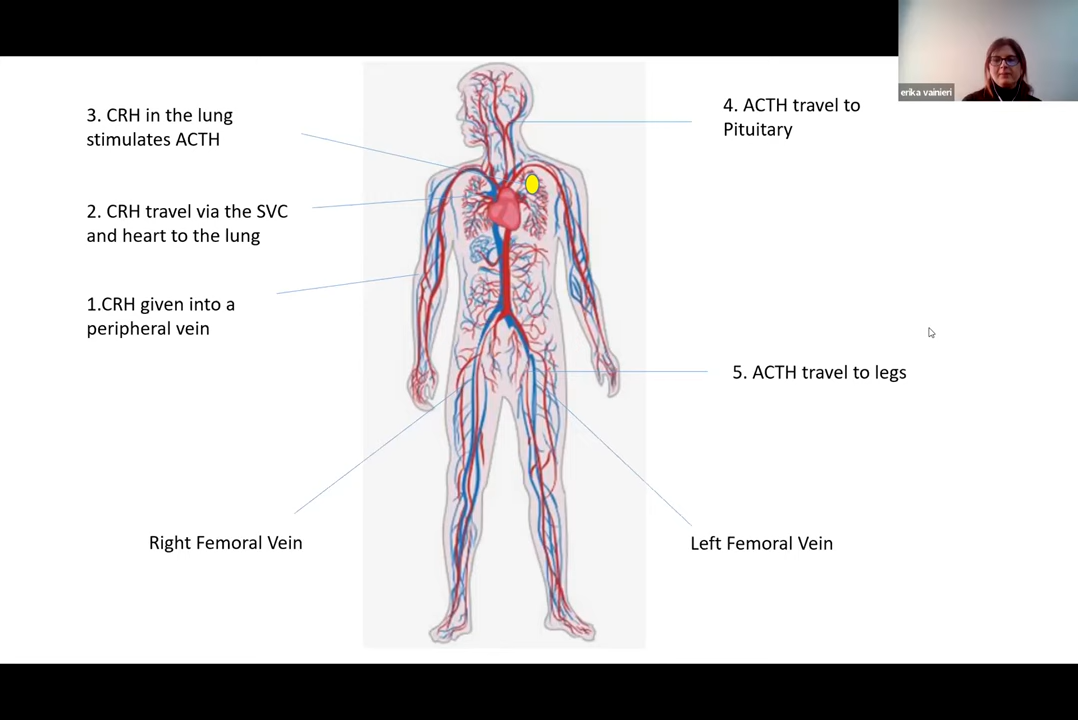 erika vainieri
3. CRH in the lung
stimulates ACTH
2. CRH travel via the SVC
and heart to the lung
1.CRH given into a
peripheral vein
4. ACTH travel to
Pituitary
5. ACTH travel to legs
Right Femoral Vein
Left Femoral Vein